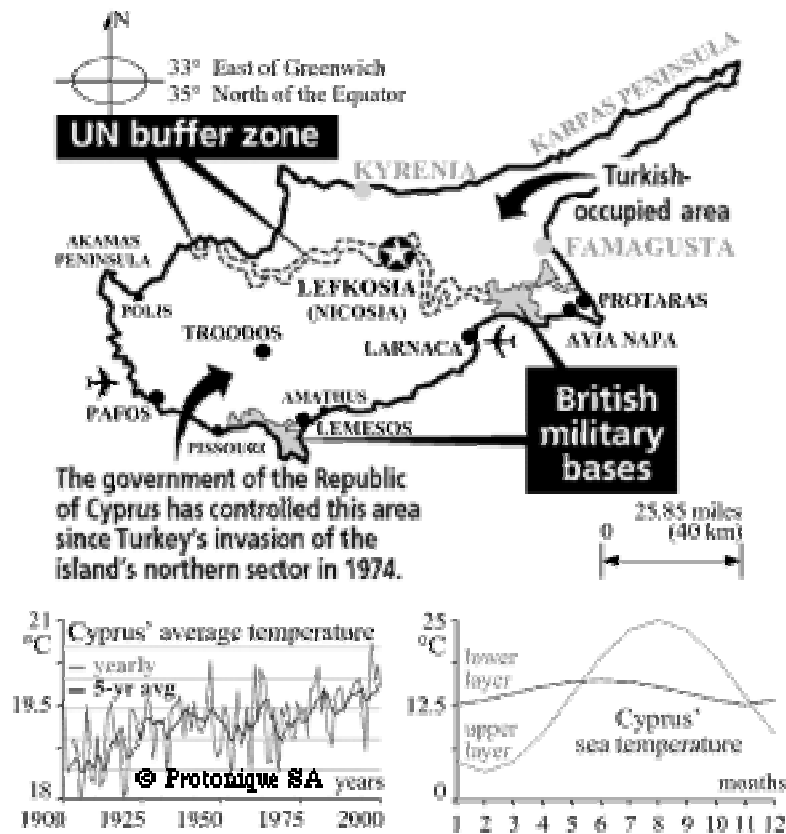 N
33° East of Greenwich
35° North of the Equator
UN buffer zone
KARPAS PENINSULA
KYRENIA
Turkish-
occupied area
AKAMAS
PENINSULA
FAMAGUSTA
LEFKOSIA
(NICOSIA)
POLIS
PROTARAS
TROODOS
LARNACA
AYIA NAPA
PAFOS
AMATHUS
LEMESOS
PISSOURI
British
military
bases
The government of the Republic
of Cyprus has controlled this area
since Turkey's invasion of the
island's northern sector in 1974.
25,85 miles
0 (40 km)
21
°C
Cyprus' average temperature
yearly
5-yr avg
19.5
18
© Protonique SA
years
1900 1925 1950 1975 2000
25
°C
lower
layer
12.5
upper
layer
Cyprus'
sea temperature
months
0
1 2 3 4 5 6 7 8 9 10 11 12